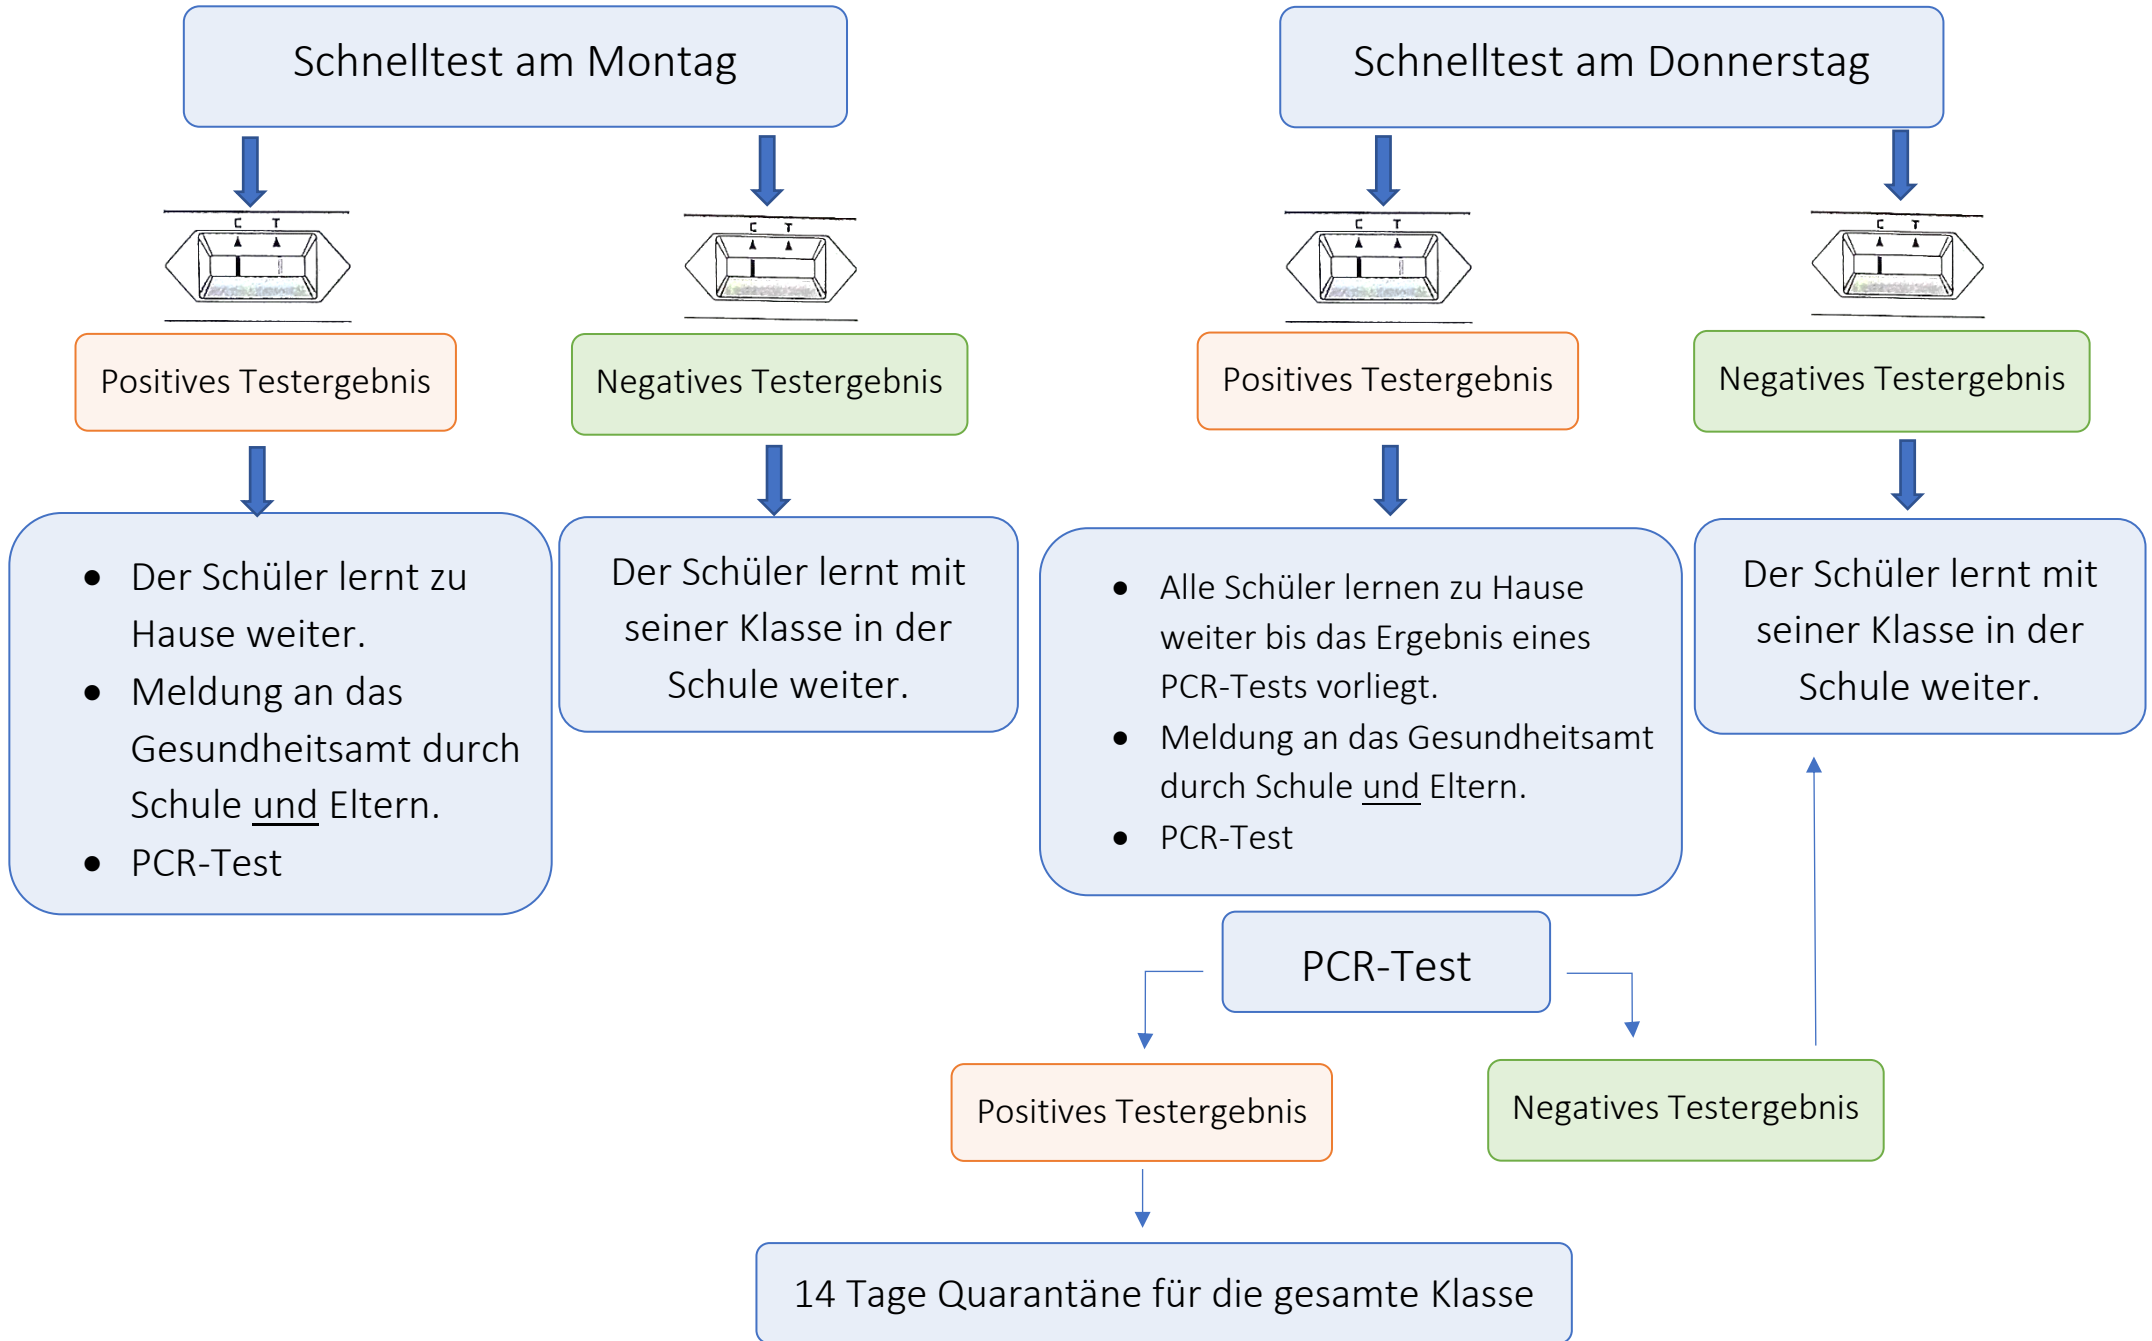 Schnelltest am Montag
Schnelltest am Donnerstag
C T
C T
C T
C T
Positives Testergebnis
Negatives Testergebnis
Positives Testergebnis
Negatives Testergebnis
• Der Schüler lernt zu
Hause weiter.
• Meldung an das
Gesundheitsamt durch
Schule und Eltern.
• PCR-Test
Der Schüler lernt mit
seiner Klasse in der
Schule weiter.
• Alle Schüler lernen zu Hause
weiter bis das Ergebnis eines
PCR-Tests vorliegt.
• Meldung an das Gesundheitsamt
durch Schule und Eltern.
• PCR-Test
Der Schüler lernt mit
seiner Klasse in der
Schule weiter.
PCR-Test
Positives Testergebnis
Negatives Testergebnis
14 Tage Quarantäne für die gesamte Klasse